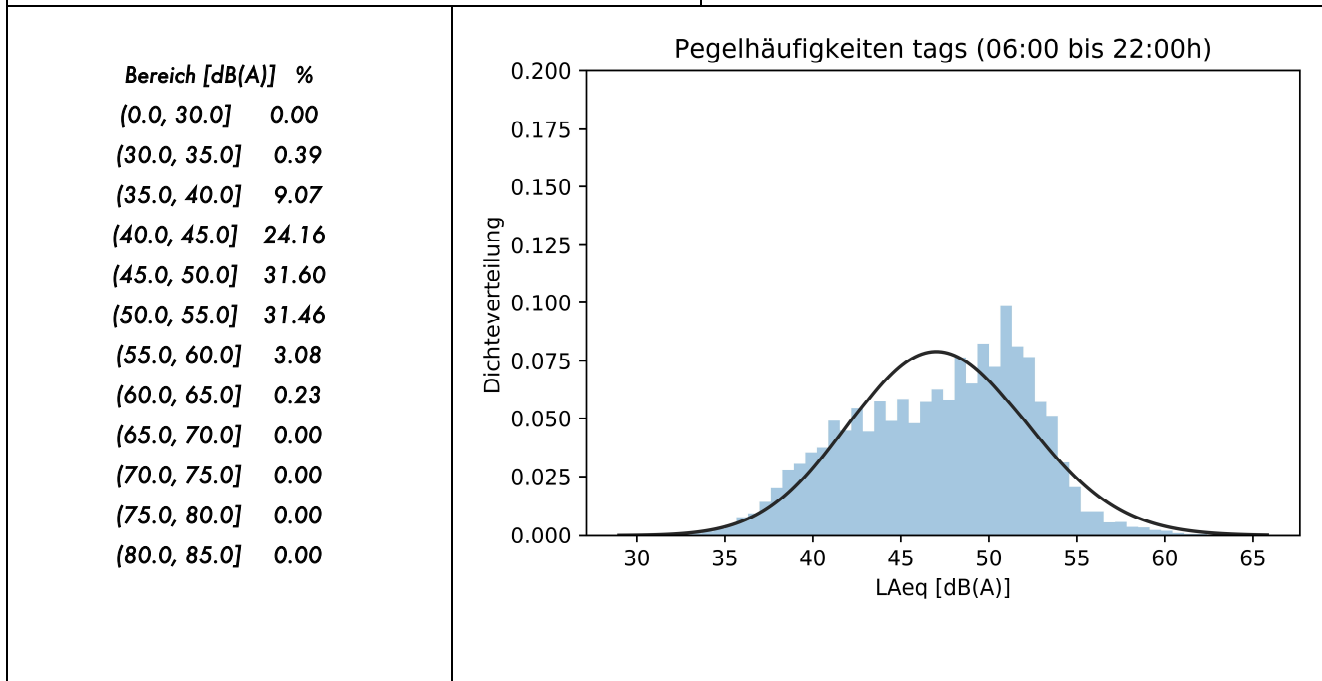 Bereich [dB(A)] %
(0.0, 30.0] 0.00
(30.0, 35.0] 0.39
(35.0, 40.0] 9.07
(40.0, 45.0] 24.16
(45.0, 50.0] 31.60
(50.0, 55.0] 31.46
(55.0, 60.0] 3.08
(60.0, 65.0] 0.23
(65.0, 70.0] 0.00
(70.0, 75.0] 0.00
(75.0, 80.0] 0.00
(80.0, 85.0] 0.00
Pegelhäufigkeiten tags (06:00 bis 22:00h)
Dichteverteilung
0.200
0.175
0.150
0.125
0.100
0.075
0.050
0.025
0.000
30 35 40 45 50 55 60 65
LAeq [dB(A)]